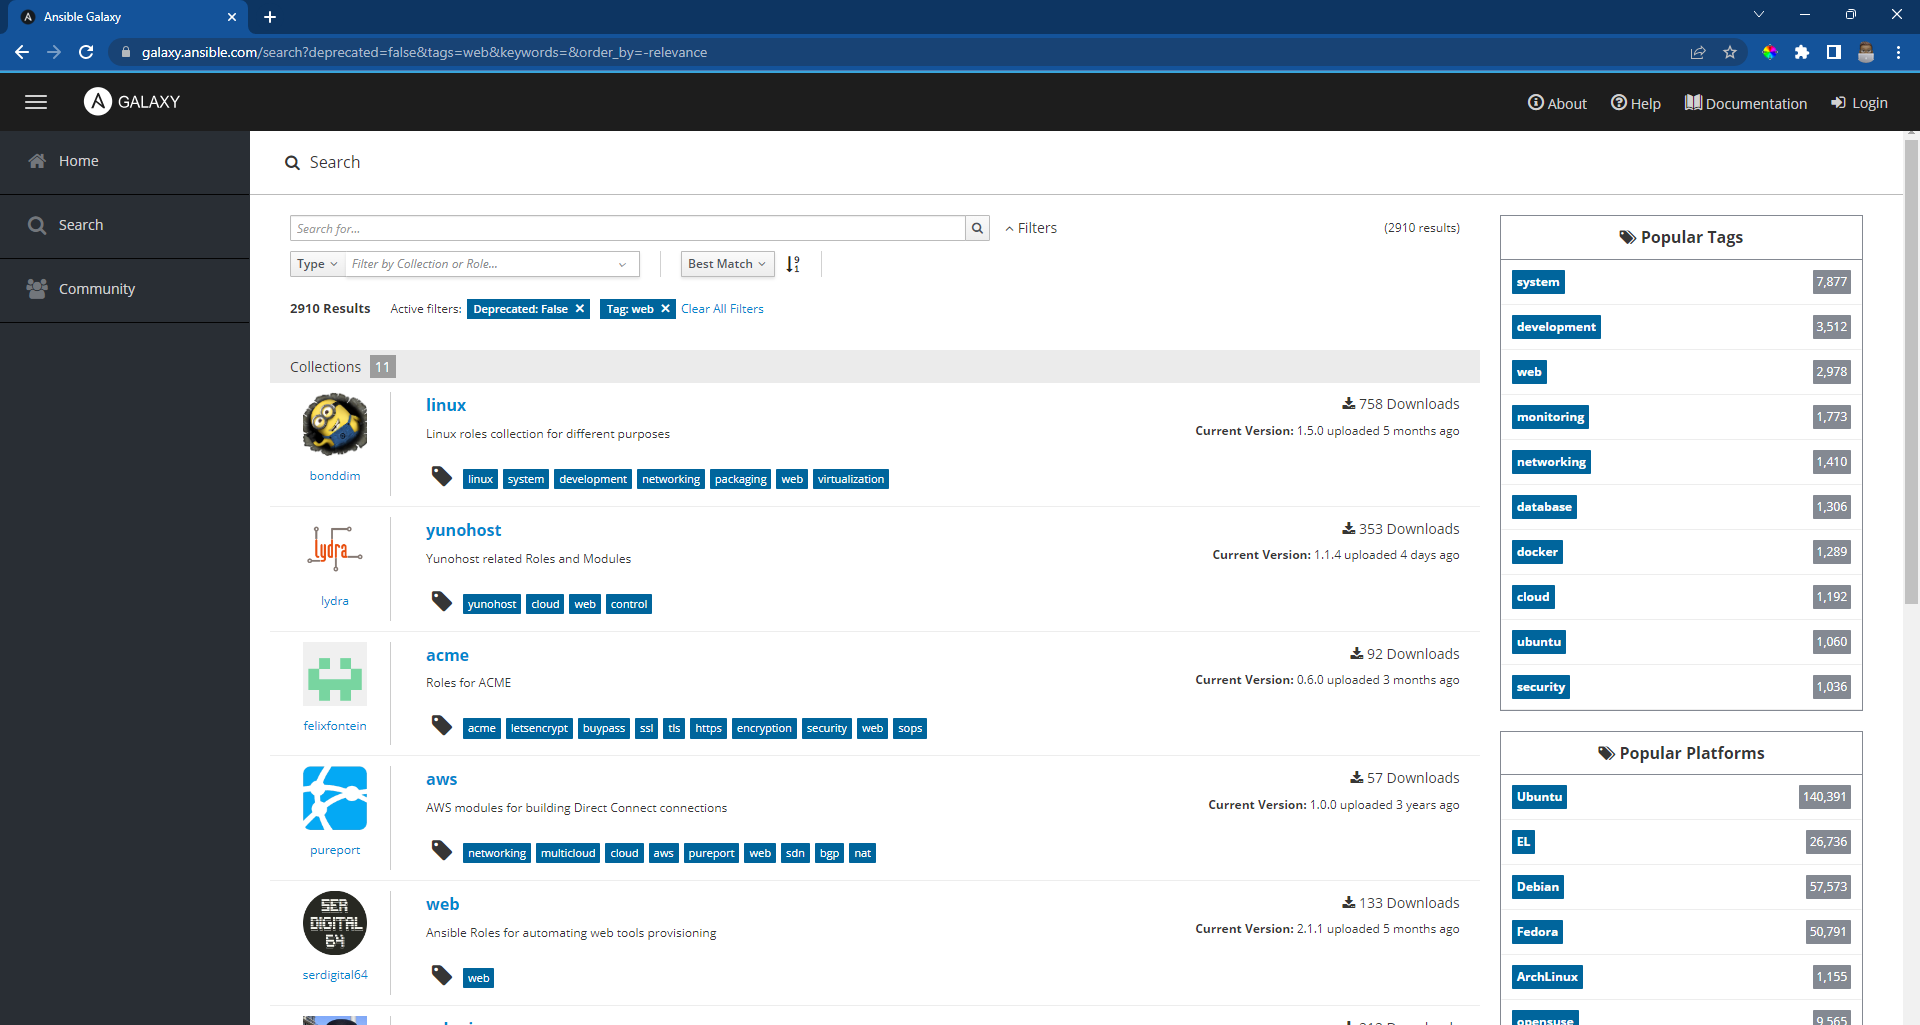 Ansible Galaxy
galaxy.ansible.com/search?deprecated=false&tags=web&keywords=&order_by=-relevance
A GALAXY
About
Help
Documentation
Login
Home
Search
Community
Search
Search for...
Filters
(2910 results)
Type
Filter by Collection or Role...
Best Match
2910 Results Active filters: Deprecated: False Tag: web Clear All Filters
Collections 11
linux
758 Downloads
Linux roles collection for different purposes
Current Version: 1.5.0 uploaded 5 months ago
bonddim
linux system development networking packaging web virtualization
lydra
yunohost
353 Downloads
Yunohost related Roles and Modules
Current Version: 1.1.4 uploaded 4 days ago
lydra
yunohost cloud web control
acme
92 Downloads
Roles for ACME
Current Version: 0.6.0 uploaded 3 months ago
felixfontein
acme letsencrypt buypass ssl tls https encryption security web sops
aws
57 Downloads
AWS modules for building Direct Connect connections
Current Version: 1.0.0 uploaded 3 years ago
pureport
networking multicloud cloud aws pureport web sdn bgp nat
SER
DIGITAL
64
web
133 Downloads
Ansible Roles for automating web tools provisioning
Current Version: 2.1.1 uploaded 5 months ago
serdigital64
web
Popular Tags
system 7,877
development 3,512
web 2,978
monitoring 1,773
networking 1,410
database 1,306
docker 1,289
cloud 1,192
ubuntu 1,060
security 1,036
Popular Platforms
Ubuntu 140,391
EL 26,736
Debian 57,573
Fedora 50,791
ArchLinux 1,155
opensuse 9,565